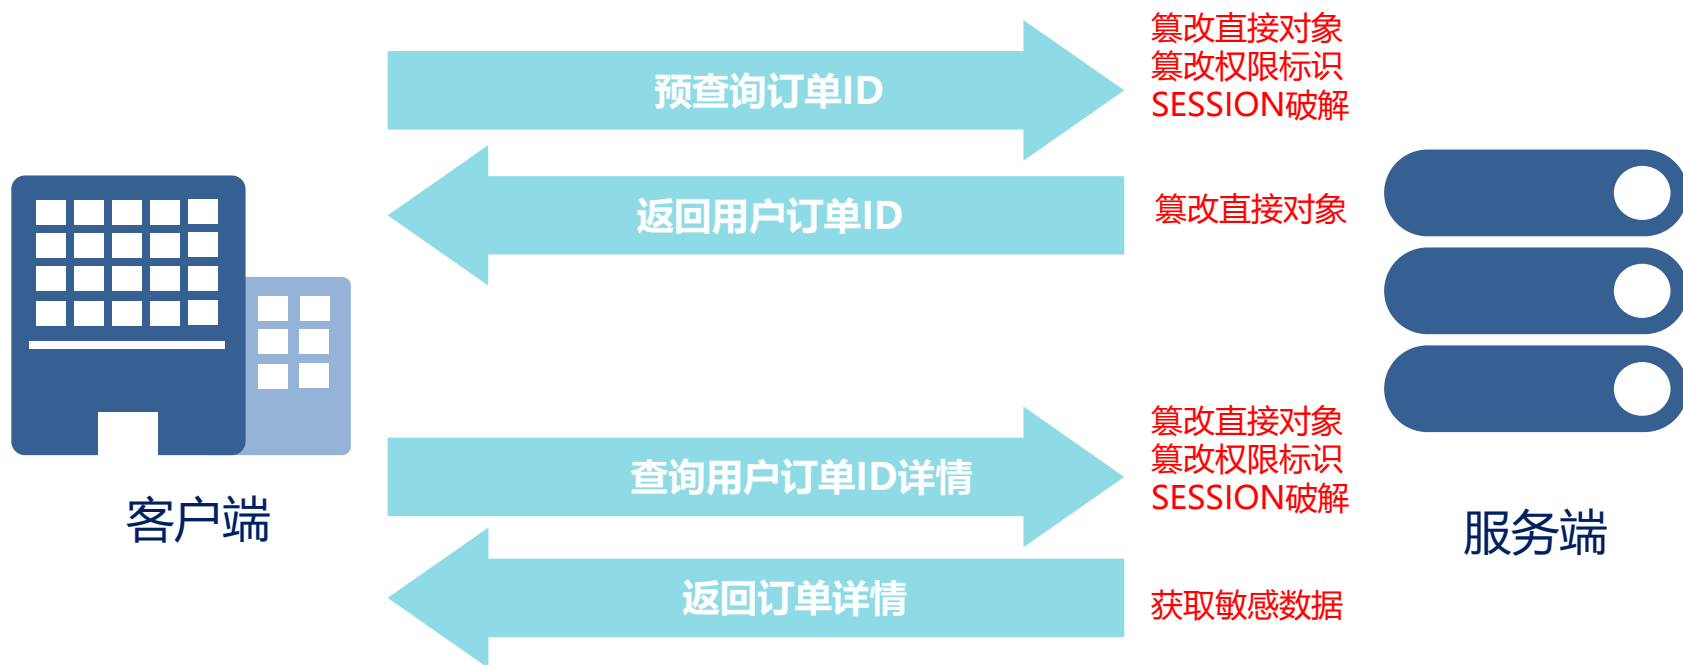 预查询订单ID
篡改直接对象
篡改权限标识
SESSION破解
返回用户订单ID
篡改直接对象
查询用户订单ID详情
篡改直接对象
篡改权限标识
SESSION破解
返回订单详情
获取敏感数据
客户端
服务端